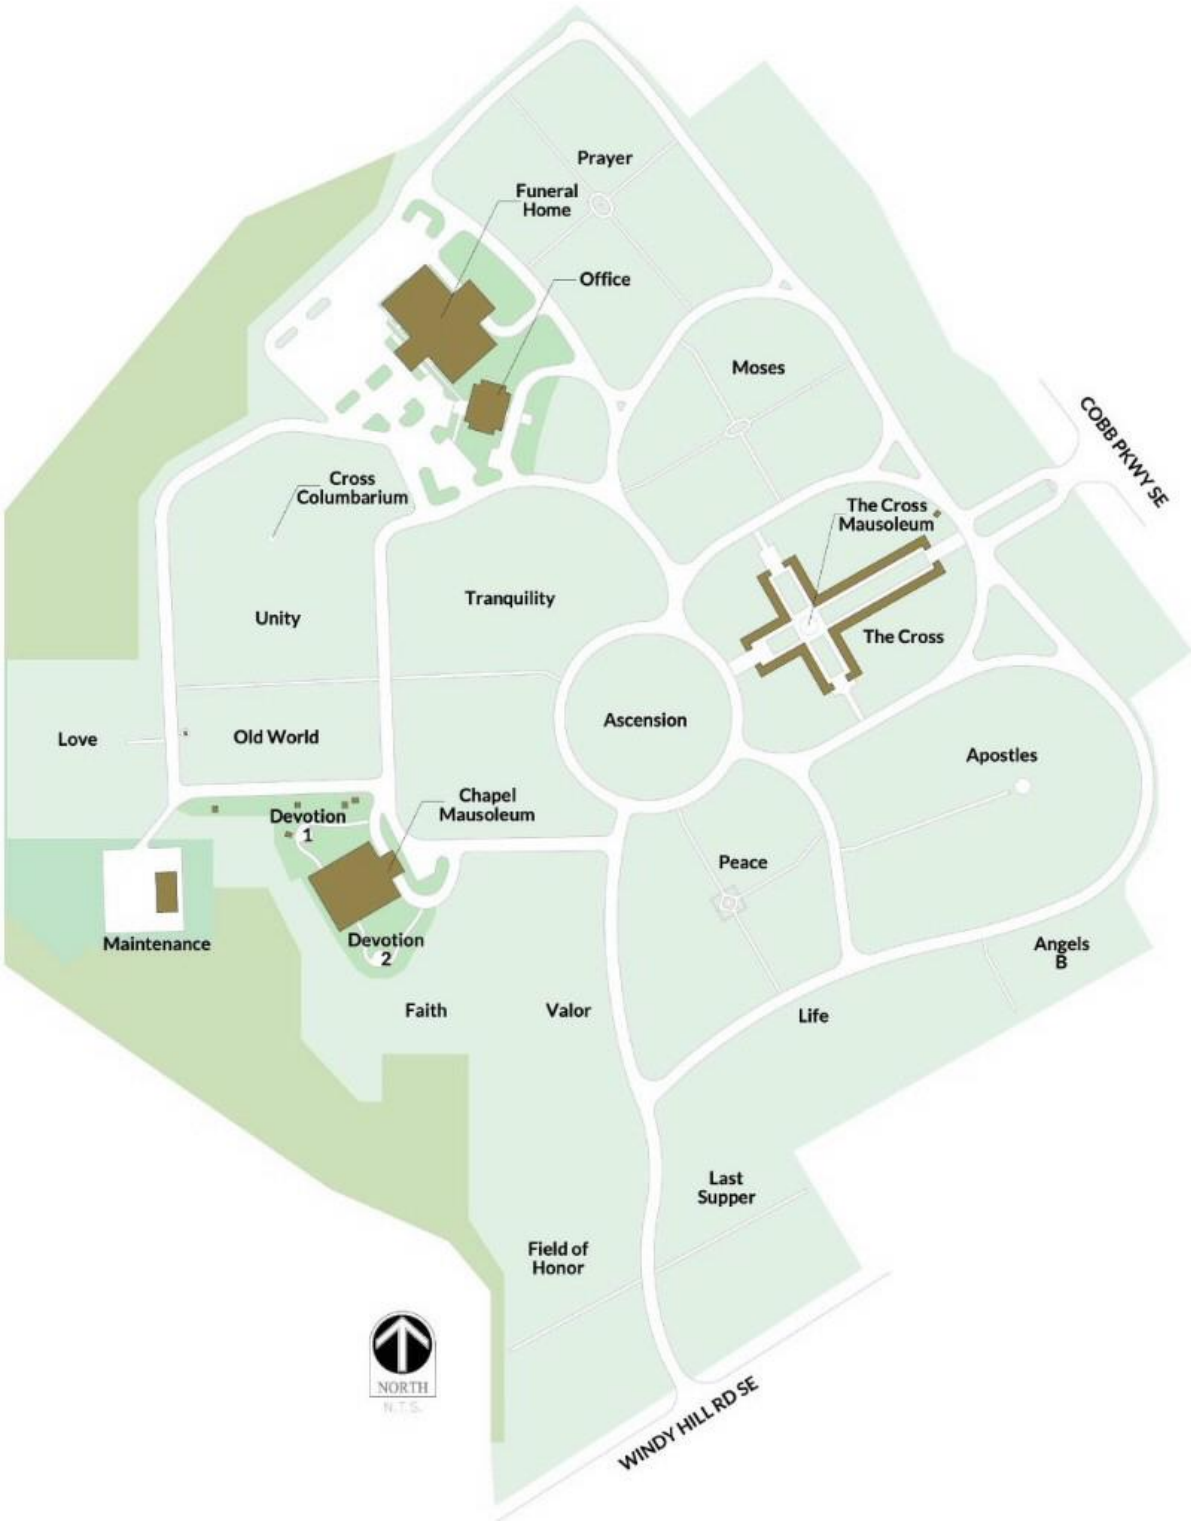 Prayer
Funeral
Home
Office
Moses
COBB PKWY SE
Cross
Columbarium
The Cross
Mausoleum
Tranquility
Unity
The Cross
Ascension
Love
Old World
Apostles
Chapel
Mausoleum
Devotion
1
Peace
Maintenance
Devotion
2
Angels
B
Faith
Valor
Life
Last
Supper
Field of
Honor
NORTH
N.T.S.
WINDY HILL RD SE